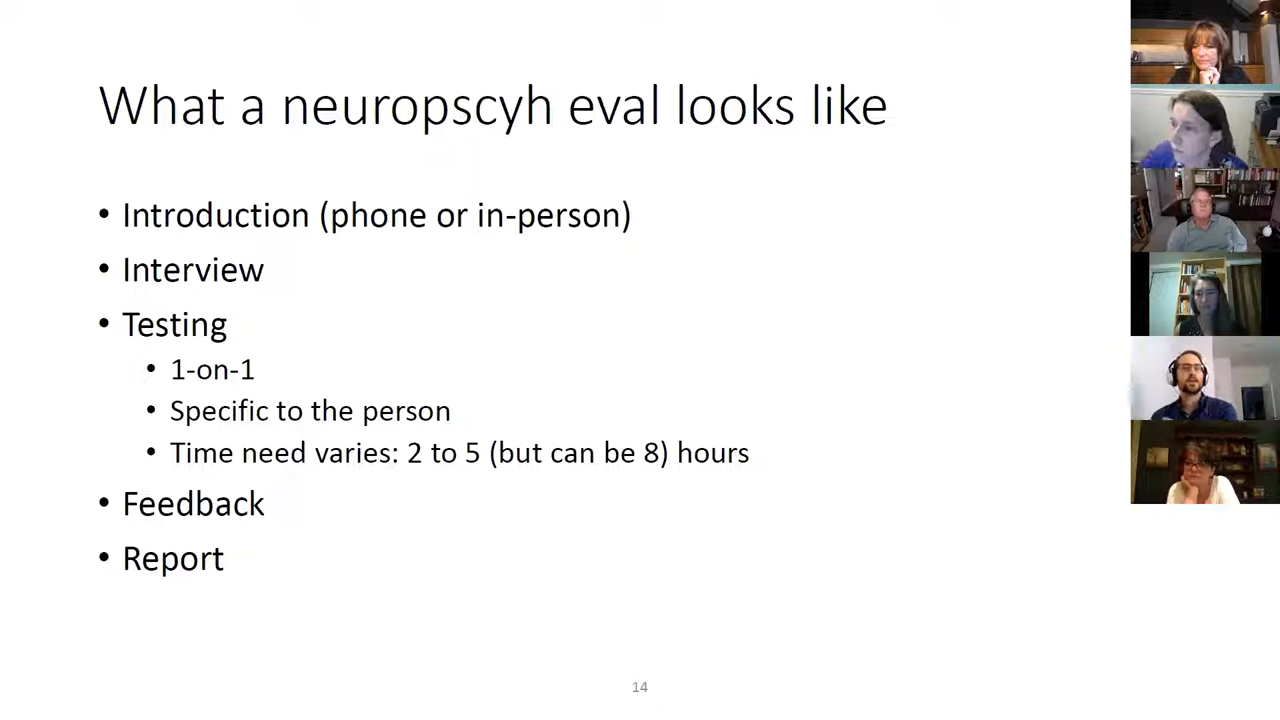 What a neuropscyh eval looks like
• Introduction (phone or in-person)
• Interview
• Testing
• 1-on-1
• Specific to the person
• Time need varies: 2 to 5 (but can be 8) hours
• Feedback
• Report
14